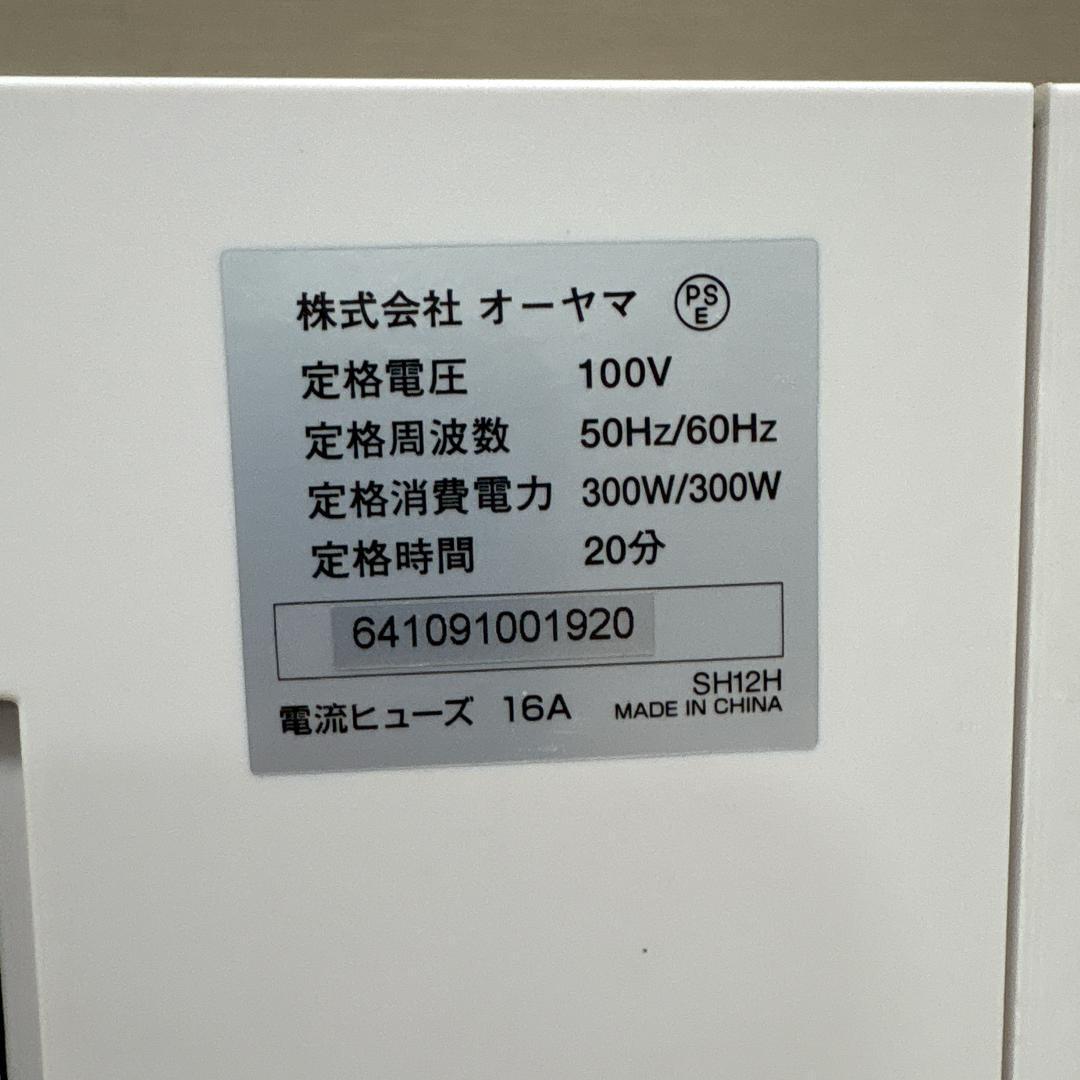 株式会社 オーヤマ PSE
定格電圧 100V
定格周波数 50Hz/60Hz
定格消費電力 300W/300W
定格時間 20分
641091001920
SH12H
電流ヒューズ 16A MADE IN CHINA